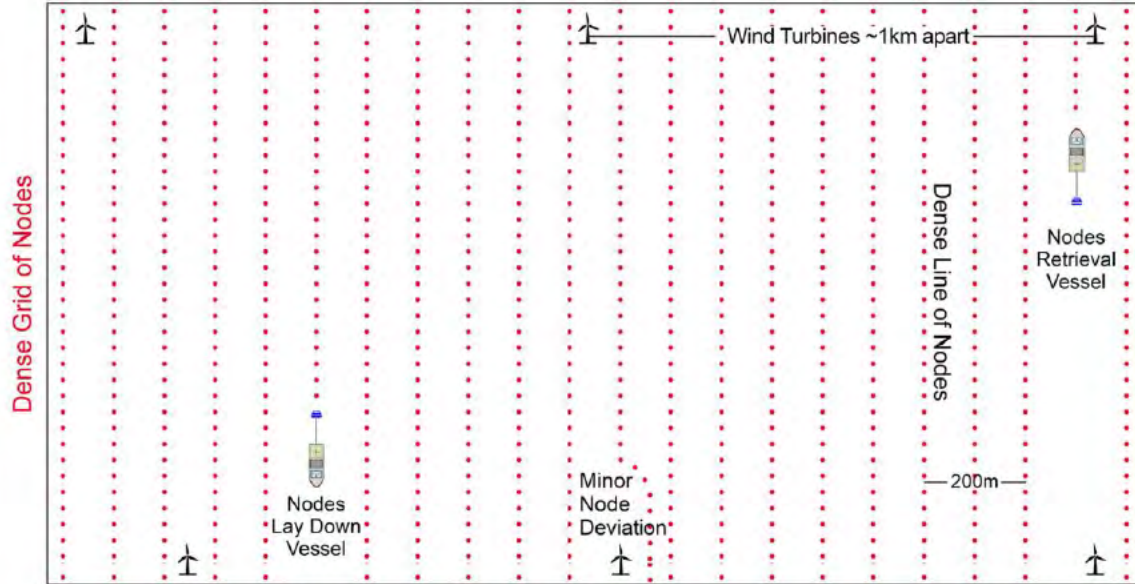 Wind Turbines ~1km apart
Dense Grid of Nodes
Dense Line of Nodes
Nodes
Retrieval
Vessel
Minor
Node
Deviation
200m
Nodes
Lay Down
Vessel